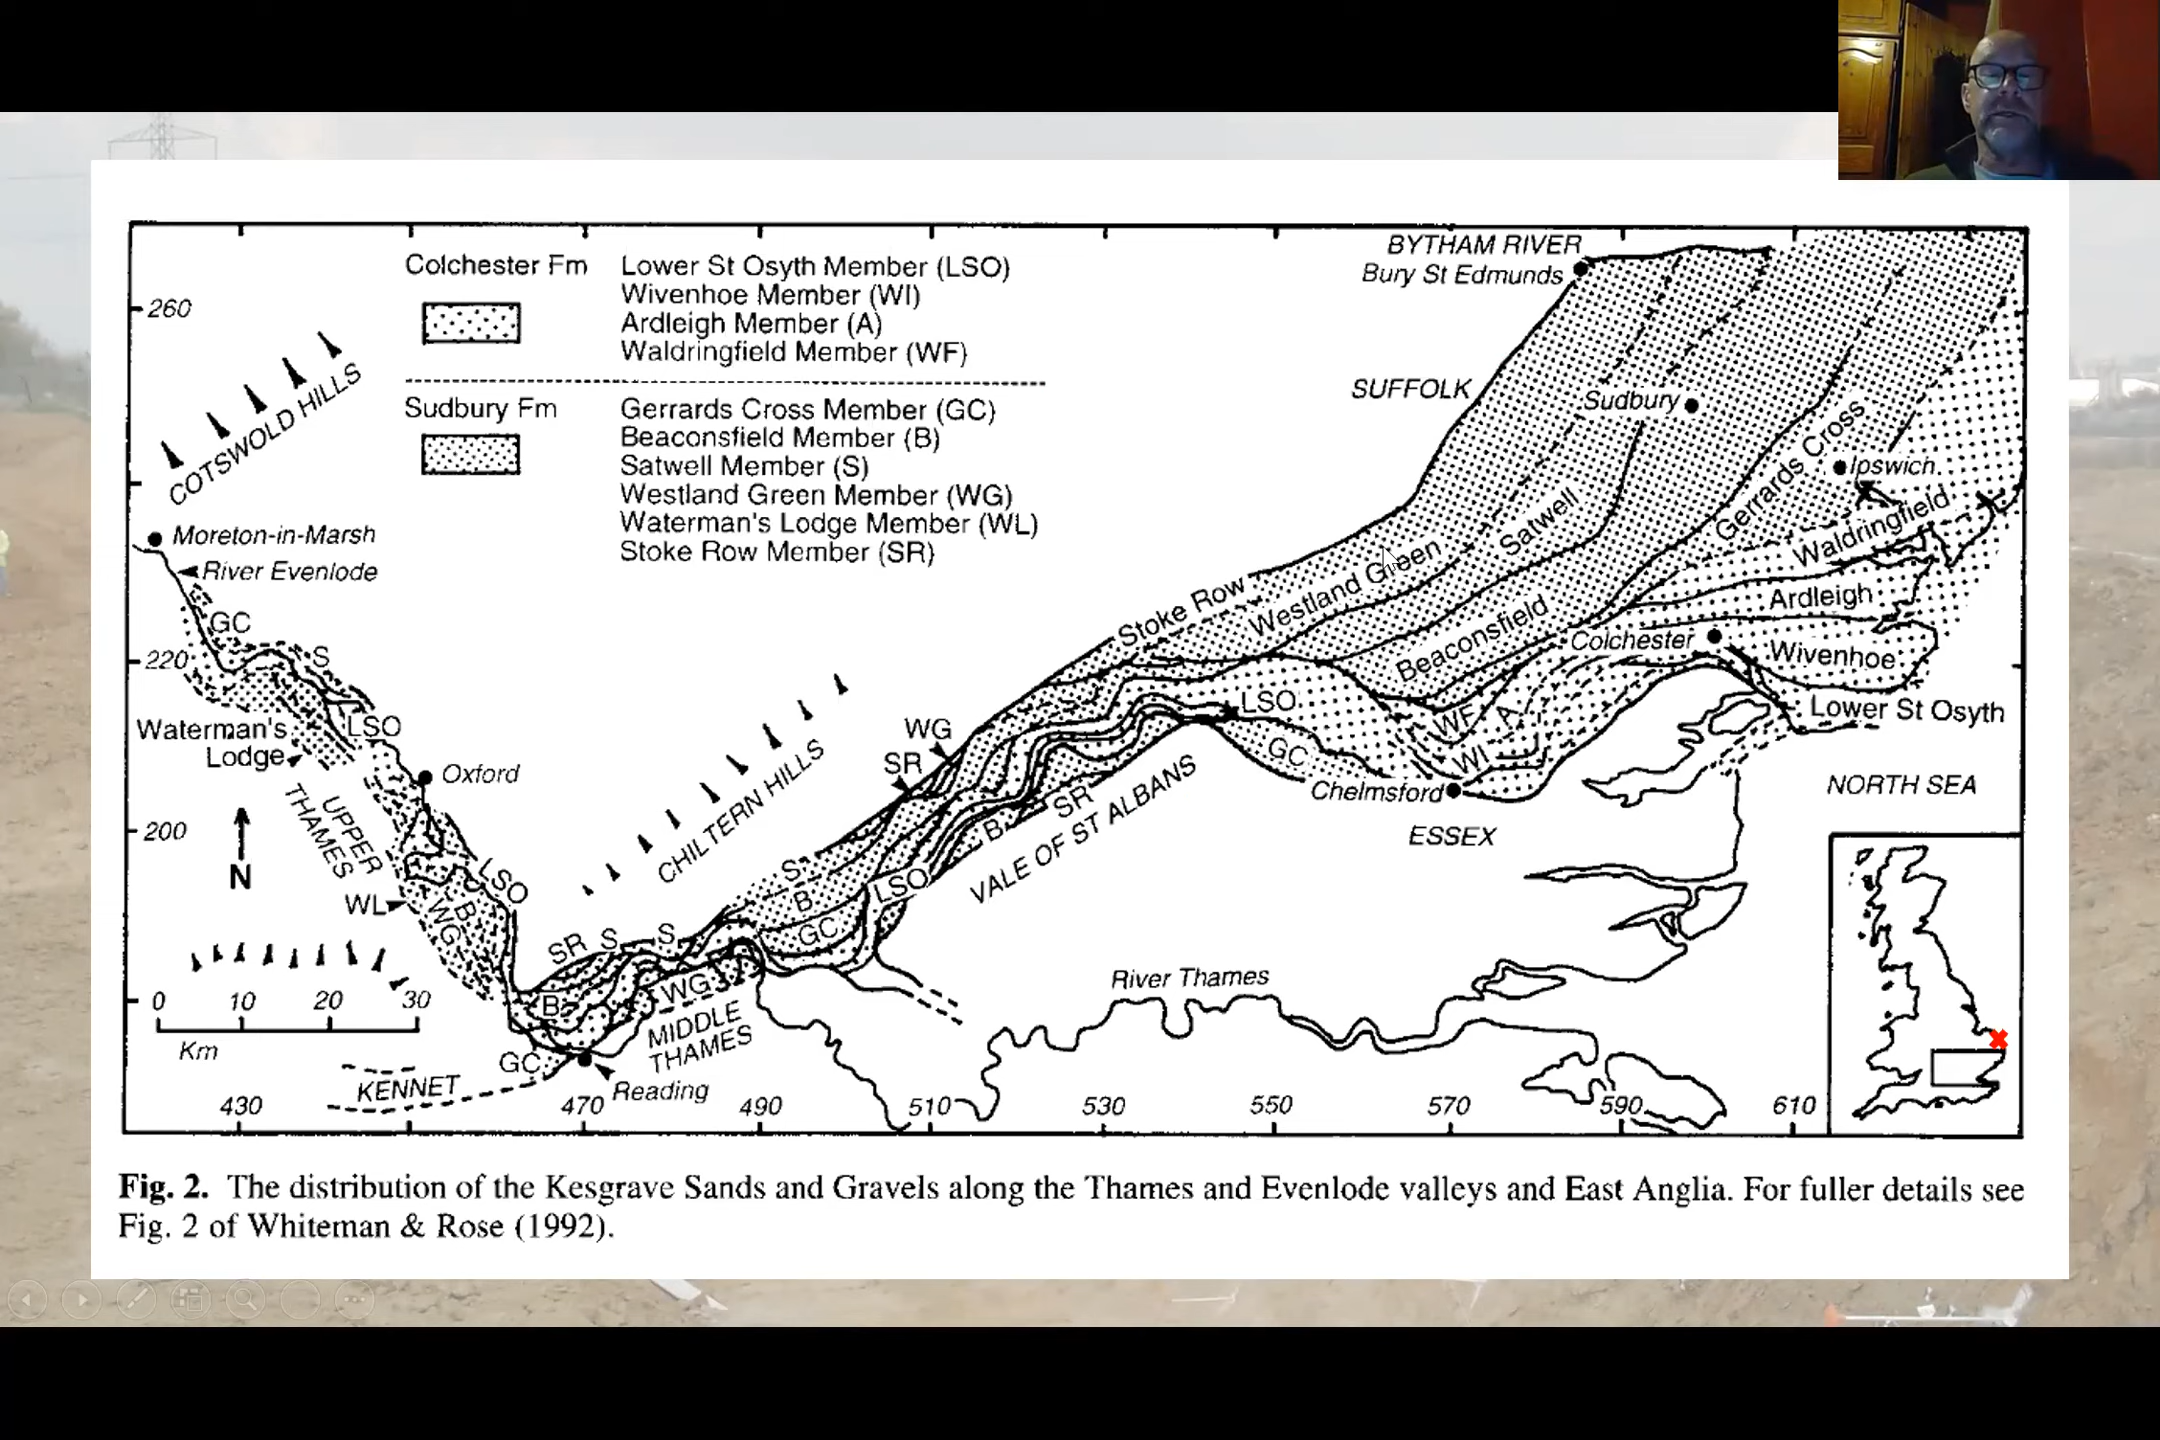 BYTHAM RIVER
Bury St Edmunds
Colchester Fm
Lower St Osyth Member (LSO)
Wivenhoe Member (WI)
Ardleigh Member (A)
Waldringfield Member (WF)
Sudbury Fm
Gerrards Cross Member (GC)
Beaconsfield Member (B)
Satwell Member (S)
Westland Green Member (WG)
Waterman's Lodge Member (WL)
Stoke Row Member (SR)
260
220
200
COTSWOLD HILLS
Moreton-in-Marsh
River Evenlode
GC
S
LSO
Waterman's
Lodge
Oxford
UPPER
THAMES
N
WL
LSO
B
WG
0 10 20 30
Km
SUFFOLK
Sudbury
Gerrards Cross
Ipswich
Waldringfield
Satwell
Westland Green
Stoke Row
Beaconsfield
Ardleigh
Colchester
Wivenhoe
Lower St Osyth
LSO
WF
A
WI
GC
Chelmsford
ESSEX
NORTH SEA
WG
SR
CHILTERN HILLS
SR
B
VALE OF ST ALBANS
S
B
LSO
GC
SR
S
S
B
WG
MIDDLE
THAMES
GC
KENNET
Reading
River Thames
430
470
490
510
530
550
570
590
610
Fig. 2. The distribution of the Kesgrave Sands and Gravels along the Thames and Evenlode valleys and East Anglia. For fuller details see
Fig. 2 of Whiteman & Rose (1992).